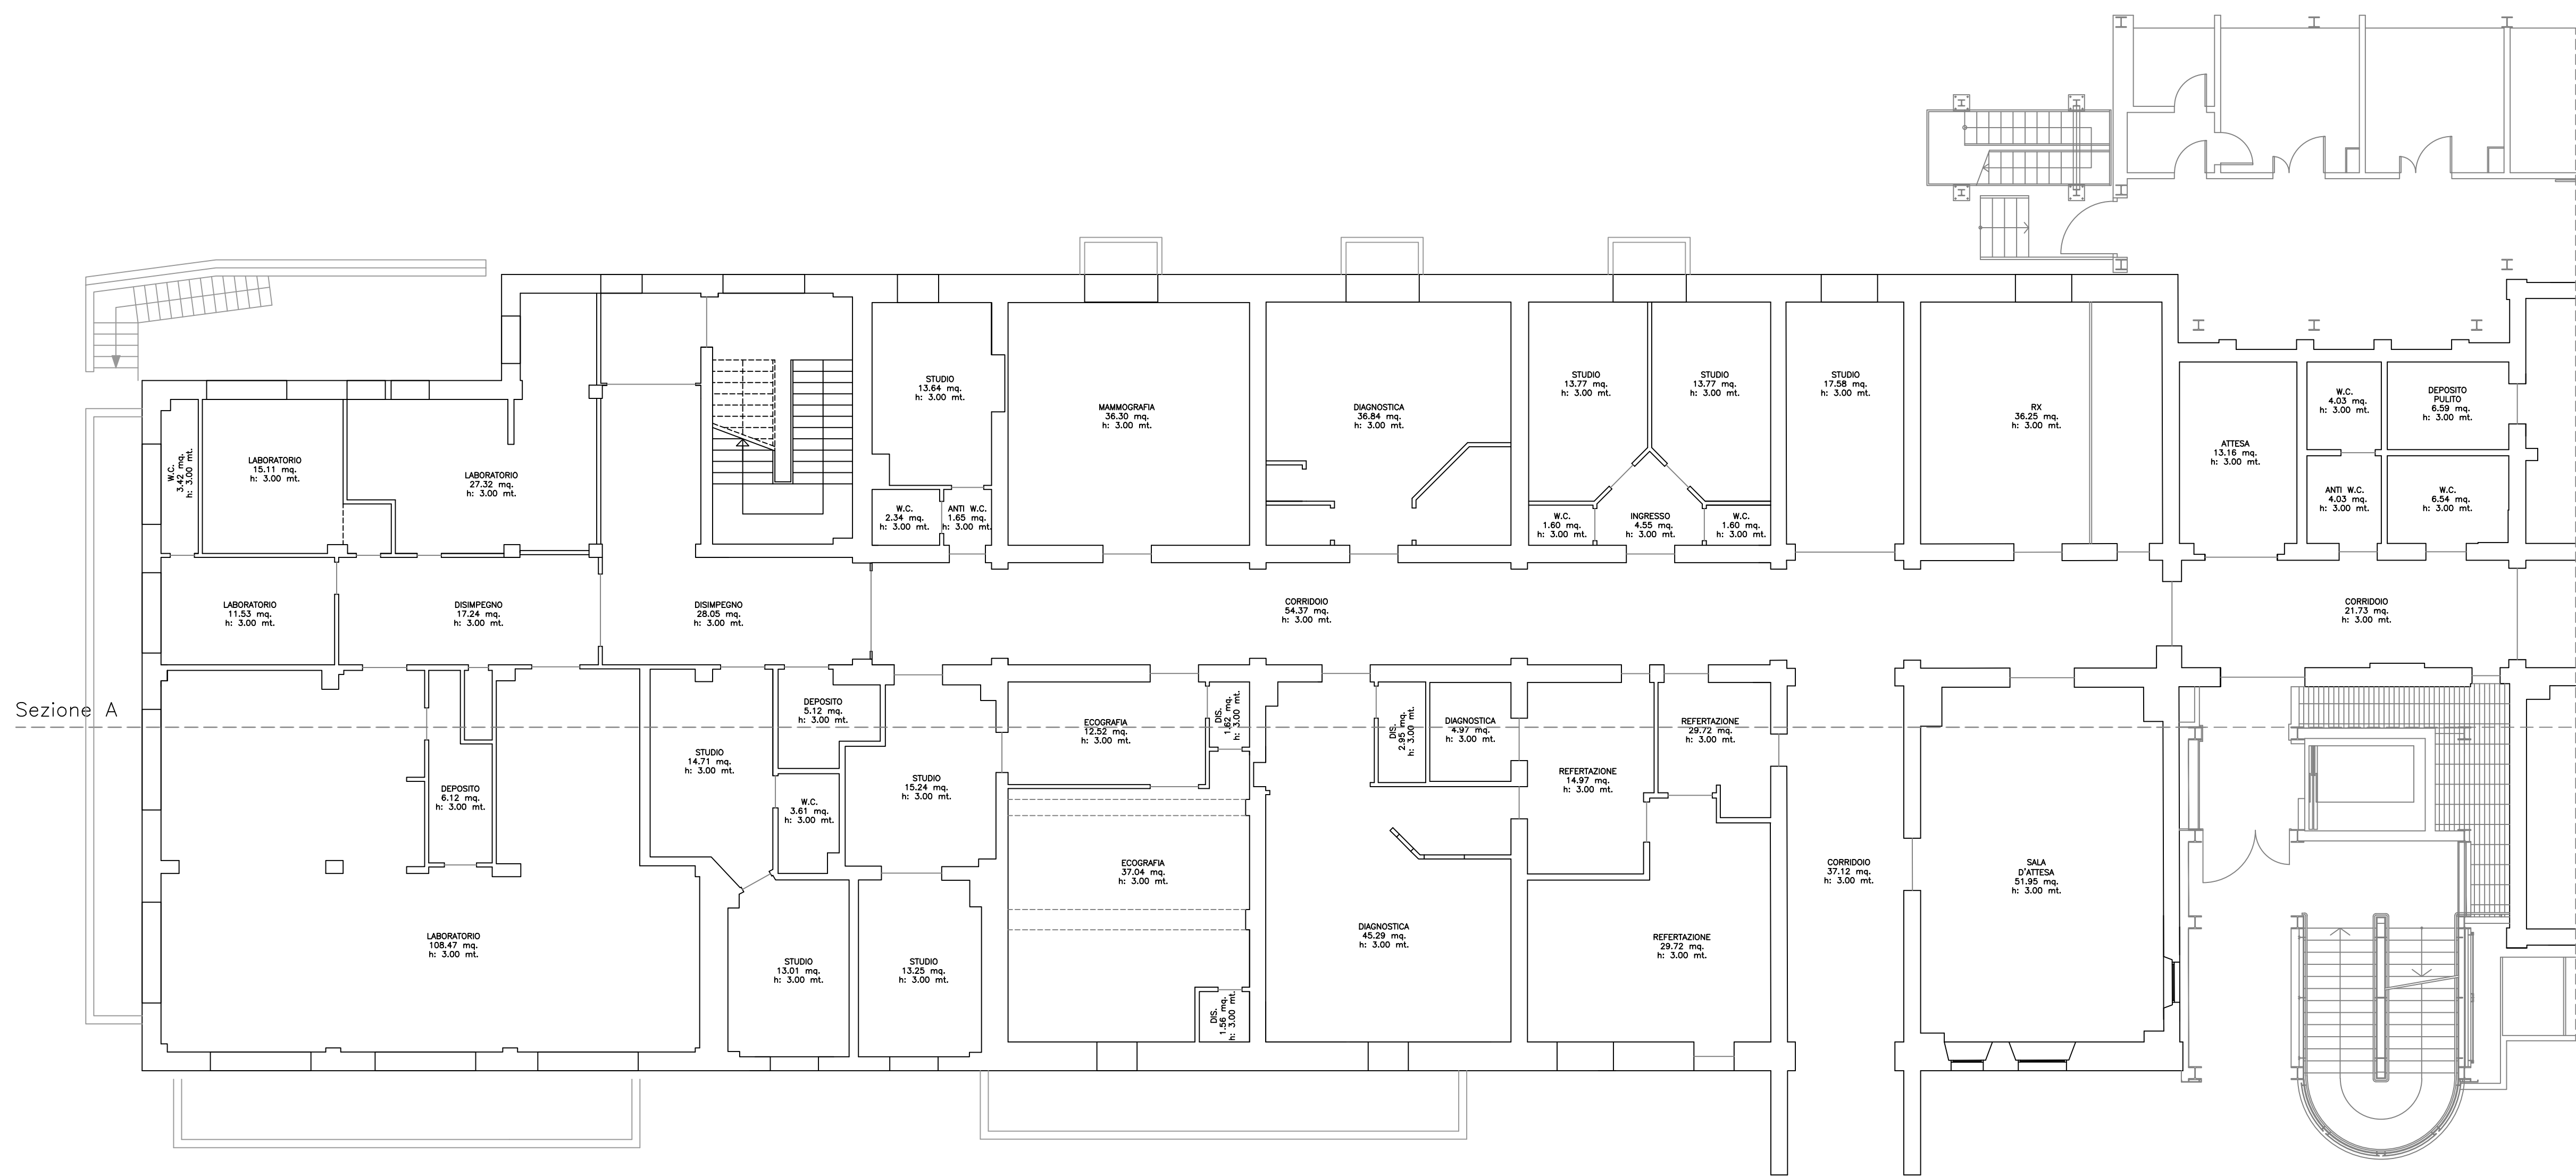 STUDIO
13.64 mq.
h: 3.00 mt.
MAMMOGRAFIA
36.30 mq.
h: 3.00 mt.
DIAGNOSTICA
36.84 mq.
h: 3.00 mt.
STUDIO
13.77 mq.
h: 3.00 mt.
STUDIO
13.77 mq.
h: 3.00 mt.
STUDIO
17.58 mq.
h: 3.00 mt.
RX
36.25 mq.
h: 3.00 mt.
ATTESA
13.16 mq.
h: 3.00 mt.
W.C.
4.03 mq.
h: 3.00 mt.
DEPOSITO
PULITO
6.59 mq.
h: 3.00 mt.
W.C.
3.42 mq.
h: 3.00 mt.
LABORATORIO
15.11 mq.
h: 3.00 mt.
LABORATORIO
27.32 mq.
h: 3.00 mt.
W.C.
2.34 mq.
h: 3.00 mt.
ANTI W.C.
1.65 mq.
h: 3.00 mt.
W.C.
1.60 mq.
h: 3.00 mt.
INGRESSO
4.55 mq.
h: 3.00 mt.
W.C.
1.60 mq.
h: 3.00 mt.
ANTI W.C.
4.03 mq.
h: 3.00 mt.
W.C.
6.54 mq.
h: 3.00 mt.
LABORATORIO
11.53 mq.
h: 3.00 mt.
DISIMPEGNO
17.24 mq.
h: 3.00 mt.
DISIMPEGNO
28.05 mq.
h: 3.00 mt.
CORRIDOIO
54.37 mq.
h: 3.00 mt.
CORRIDOIO
21.73 mq.
h: 3.00 mt.
Sezione A
DEPOSITO
5.12 mq.
h: 3.00 mt.
ECOGRAFIA
12.52 mq.
h: 3.00 mt.
DIS.
1.62 mq.
h: 3.00 mt.
DIS.
2.95 mq.
h: 3.00 mt.
DIAGNOSTICA
4.97 mq.
h: 3.00 mt.
REFERTAZIONE
29.72 mq.
h: 3.00 mt.
STUDIO
14.71 mq.
h: 3.00 mt.
DEPOSITO
6.12 mq.
h: 3.00 mt.
W.C.
3.61 mq.
h: 3.00 mt.
STUDIO
15.24 mq.
h: 3.00 mt.
REFERTAZIONE
14.97 mq.
h: 3.00 mt.
ECOGRAFIA
37.04 mq.
h: 3.00 mt.
CORRIDOIO
37.12 mq.
h: 3.00 mt.
SALA
D'ATTESA
51.95 mq.
h: 3.00 mt.
LABORATORIO
108.47 mq.
h: 3.00 mt.
STUDIO
13.01 mq.
h: 3.00 mt.
STUDIO
13.25 mq.
h: 3.00 mt.
DIS.
1.56 mq.
h: 3.00 mt.
DIAGNOSTICA
45.29 mq.
h: 3.00 mt.
REFERTAZIONE
29.72 mq.
h: 3.00 mt.